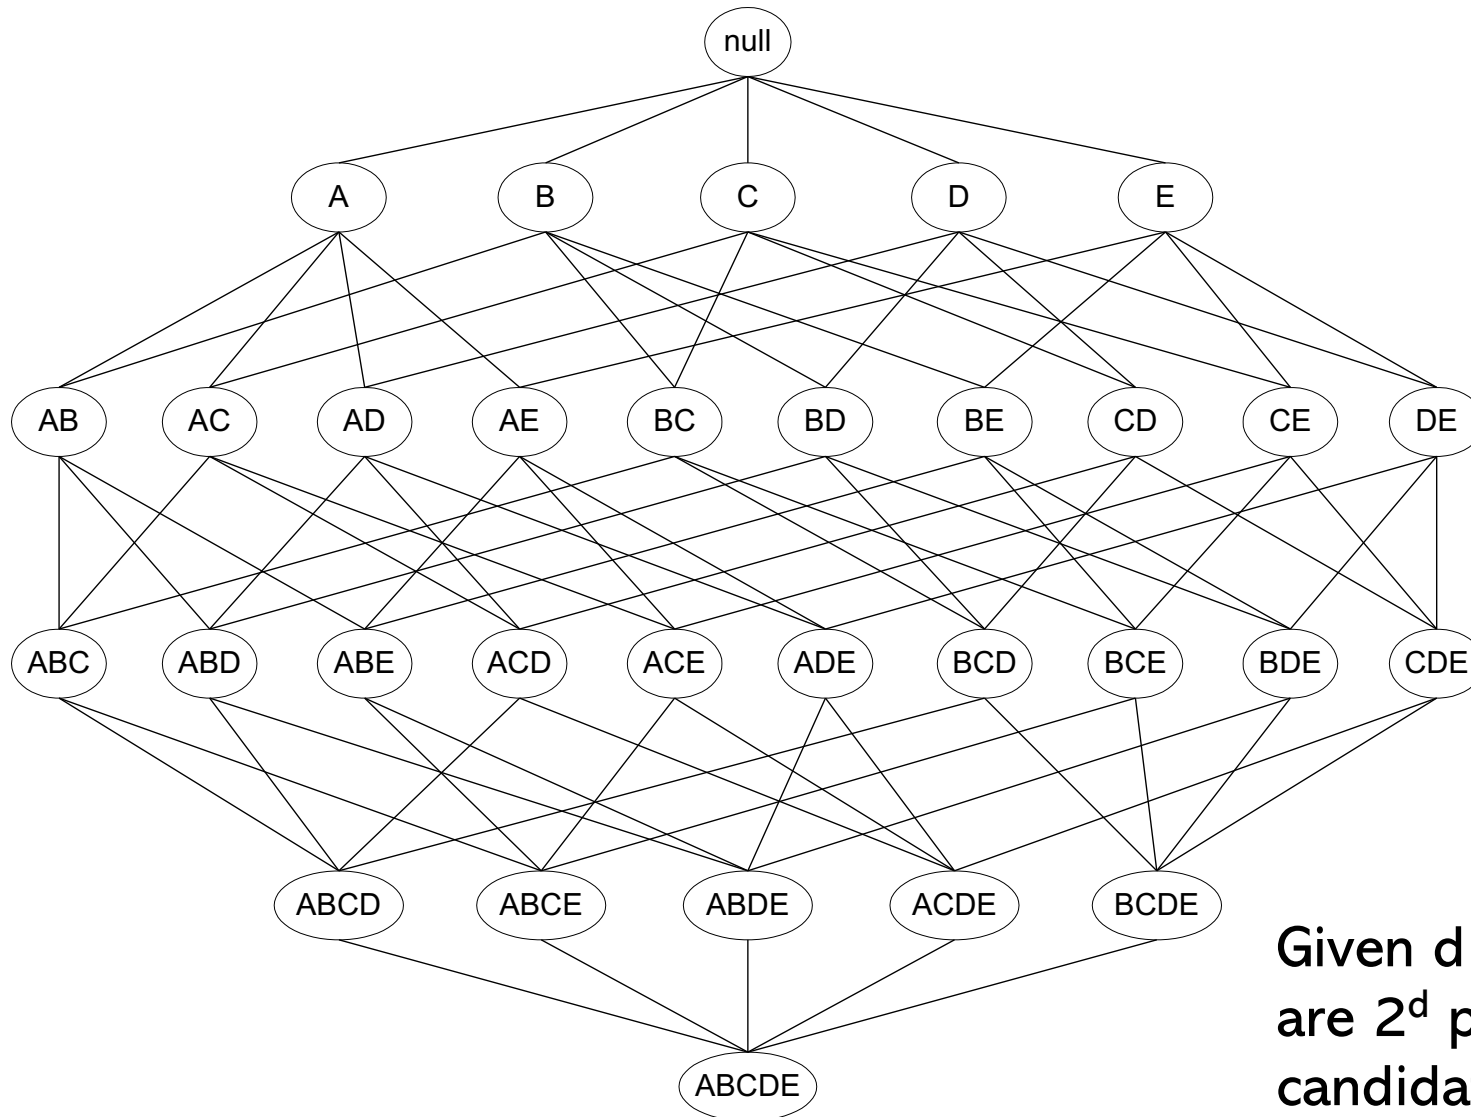 null
A B C D E
AB AC AD AE BC BD BE CD CE DE
ABC ABD ABE ACD ACE ADE BCD BCE BDE CDE
ABCD ABCE ABDE ACDE BCDE
Given d
are 2ᵈ
ABCDE